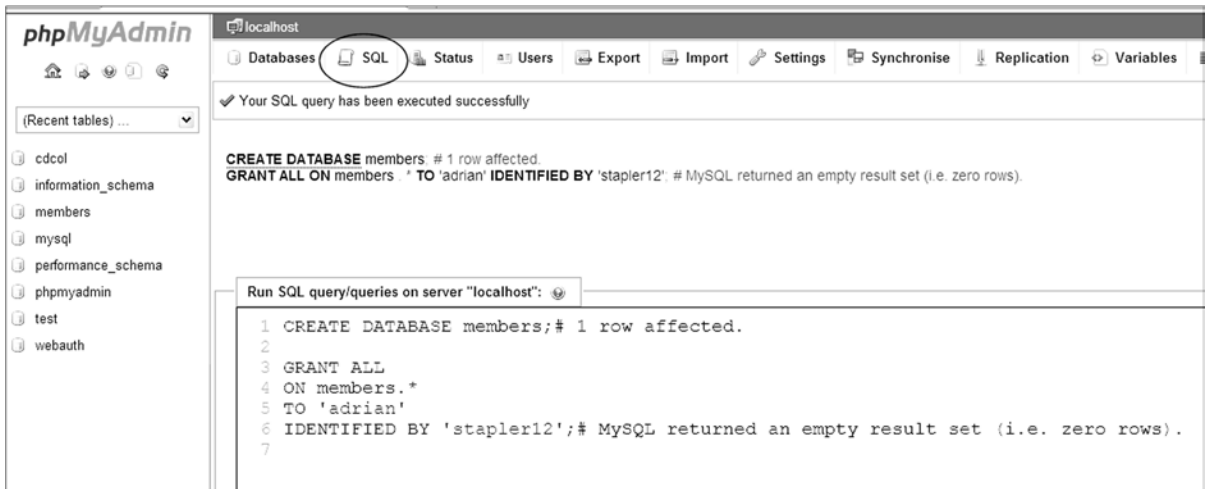 phpMyAdmin
(Recent tables) ...
cdcol
information_schema
members
mysql
performance_schema
phpmyadmin
test
webauth
localhost
Databases SQL Status Users Export Import Settings Synchronise Replication Variables
Your SQL query has been executed successfully
CREATE DATABASE members; # 1 row affected.
GRANT ALL ON members . * TO 'adrian' IDENTIFIED BY 'stapler12'; # MySQL returned an empty result set (i.e. zero rows).
Run SQL query/queries on server "localhost":
1 CREATE DATABASE members;# 1 row affected.
2
3 GRANT ALL
4 ON members.*
5 TO 'adrian'
6 IDENTIFIED BY 'stapler12';# MySQL returned an empty result set (i.e. zero rows).
7